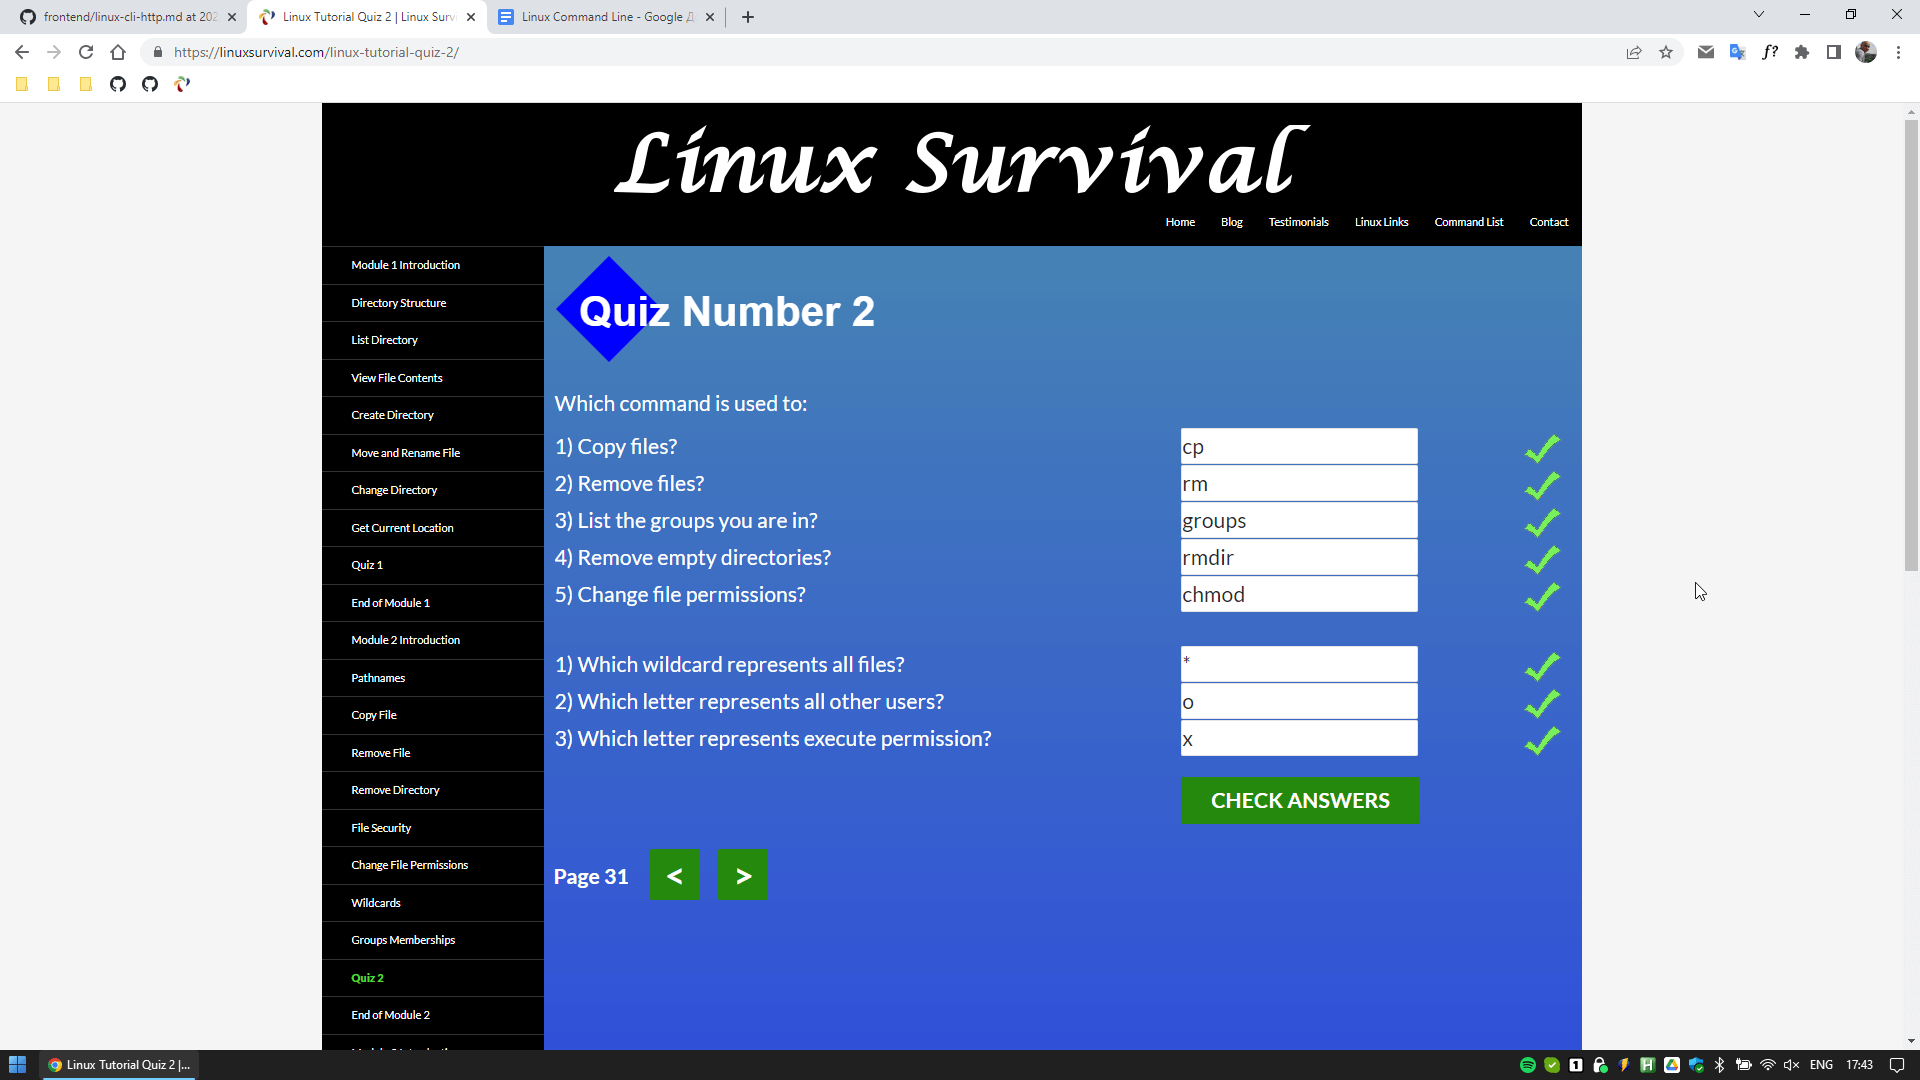 frontend/linux-cli-http.md at 202
Linux Tutorial Quiz 2 | Linux Survi
Linux Command Line - Google Д
https://linuxsurvival.com/linux-tutorial-quiz-2/
f?
Linux Survival
Home Blog Testimonials Linux Links Command List Contact
Module 1 Introduction
Directory Structure
List Directory
View File Contents
Create Directory
Move and Rename File
Change Directory
Get Current Location
Quiz 1
End of Module 1
Module 2 Introduction
Pathnames
Copy File
Remove File
Remove Directory
File Security
Change File Permissions
Wildcards
Groups Memberships
Quiz 2
End of Module 2
Quiz Number 2
Which command is used to:
1) Copy files? cp
2) Remove files? rm
3) List the groups you are in? groups
4) Remove empty directories? rmdir
5) Change file permissions? chmod
1) Which wildcard represents all files? *
2) Which letter represents all other users? o
3) Which letter represents execute permission? x
CHECK ANSWERS
Page 31 < >
Linux Tutorial Quiz 2 |...
ENG 17:43